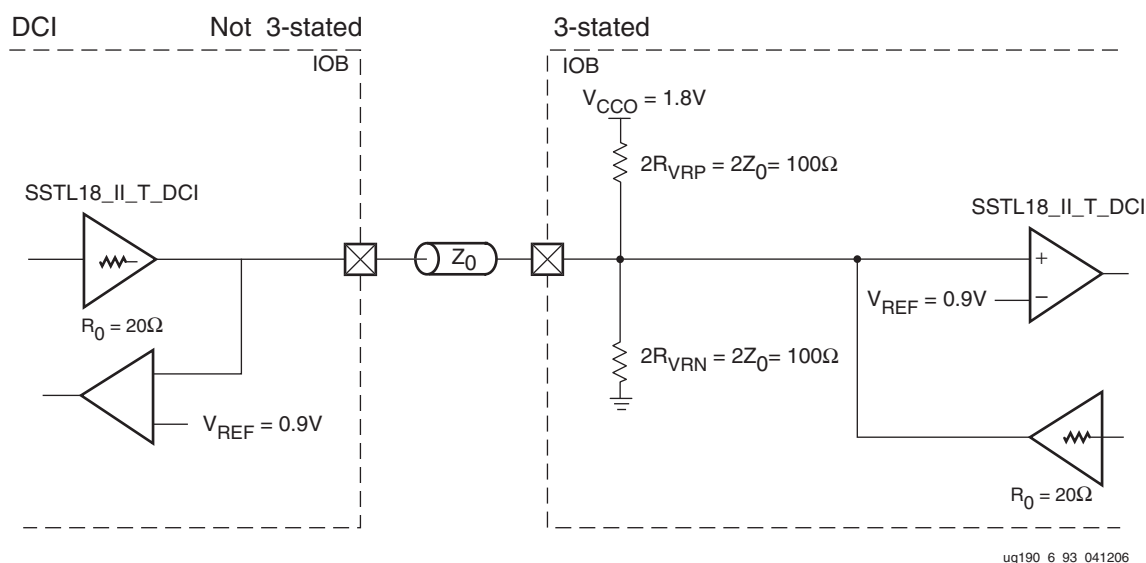 DCI Not 3-stated
3-stated
IOB
IOB
VCCO = 1.8V
2RVRP = 2Z0= 100Ω
SSTL18_II_T_DCI
SSTL18_II_T_DCI
Z0
+
VREF = 0.9V
−
R0 = 20Ω
2RVRN = 2Z0= 100Ω
VREF = 0.9V
R0 = 20Ω
ug190_6_93_041206